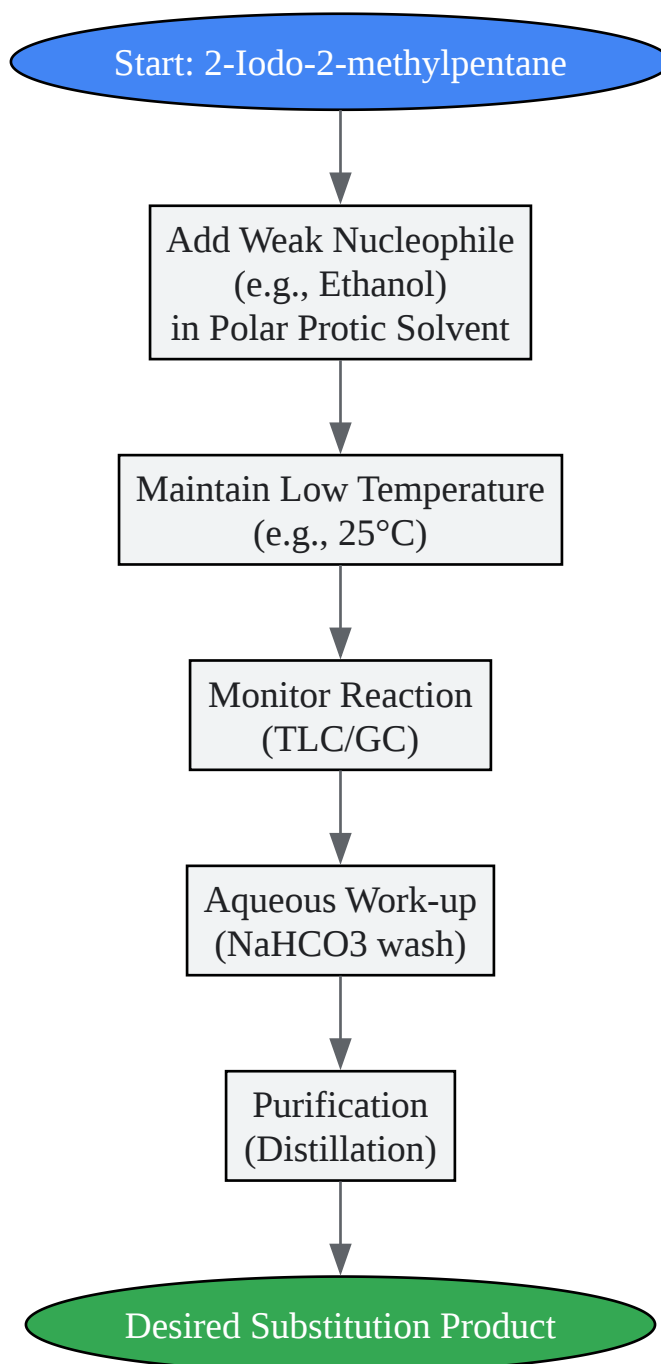 Start: 2-Iodo-2-methylpentane
Add Weak Nucleophile
(e.g., Ethanol)
in Polar Protic Solvent
Maintain Low Temperature
(e.g., 25°C)
Monitor Reaction
(TLC/GC)
Aqueous Work-up
(NaHCO3 wash)
Purification
(Distillation)
Desired Substitution Product